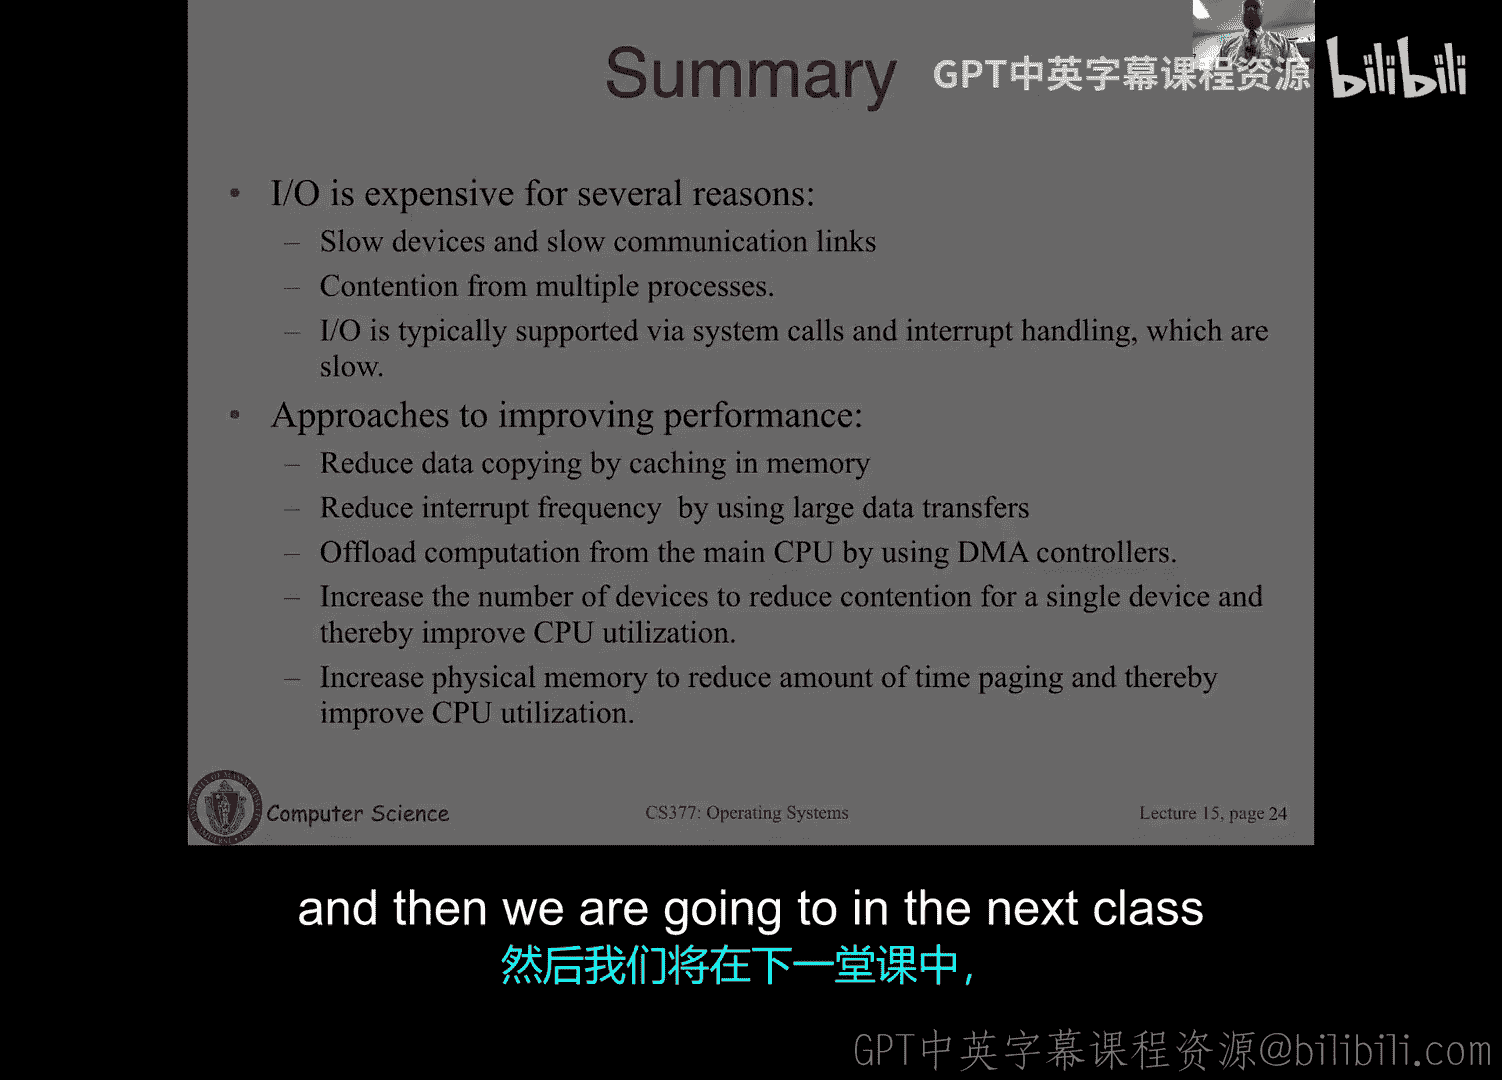 Summary
GPT中英字幕课程资源 bilibili
• I/O is expensive for several reasons:
– Slow devices and slow communication links
– Contention from multiple processes.
– I/O is typically supported via system calls and interrupt handling, which are
slow.
• Approaches to improving performance:
– Reduce data copying by caching in memory
– Reduce interrupt frequency by using large data transfers
– Offload computation from the main CPU by using DMA controllers.
– Increase the number of devices to reduce contention for a single device and
thereby improve CPU utilization.
– Increase physical memory to reduce amount of time paging and thereby
improve CPU utilization.
Computer Science
CS377: Operating Systems
Lecture 15, page 24
and then we are going to in the next class
然后我们将在下一堂课中，
GPT中英字幕课程资源@bilibili.com